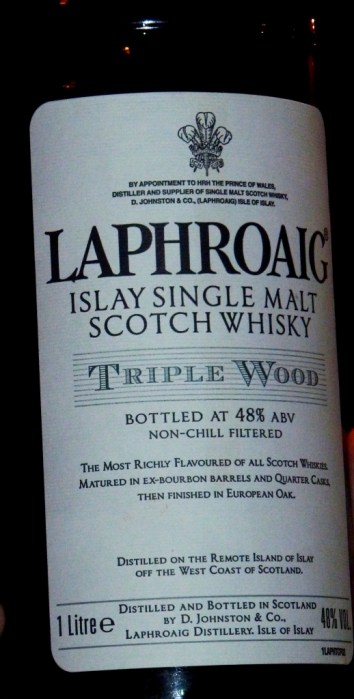 BY APPOINTMENT TO HRH THE PRINCE OF WALES,
DISTILLER AND SUPPLIER OF SINGLE MALT SCOTCH WHISKY,
D. JOHNSTON & CO., (LAPHROAIG) ISLE OF ISLAY.
LAPHROAIG®
ISLAY SINGLE MALT
SCOTCH WHISKY
TRIPLE WOOD
BOTTLED AT 48% ABV
NON-CHILL FILTERED
THE MOST RICHLY FLAVOURED OF ALL SCOTCH WHISKIES.
MATURED IN EX-BOURBON BARRELS AND QUARTER CASKS,
THEN FINISHED IN EUROPEAN OAK.
DISTILLED ON THE REMOTE ISLAND OF ISLAY
OFF THE WEST COAST OF SCOTLAND.
DISTILLED AND BOTTLED IN SCOTLAND
BY D. JOHNSTON & CO.,
LAPHROAIG DISTILLERY. ISLE OF ISLAY
1 Litre e
48% VOL.